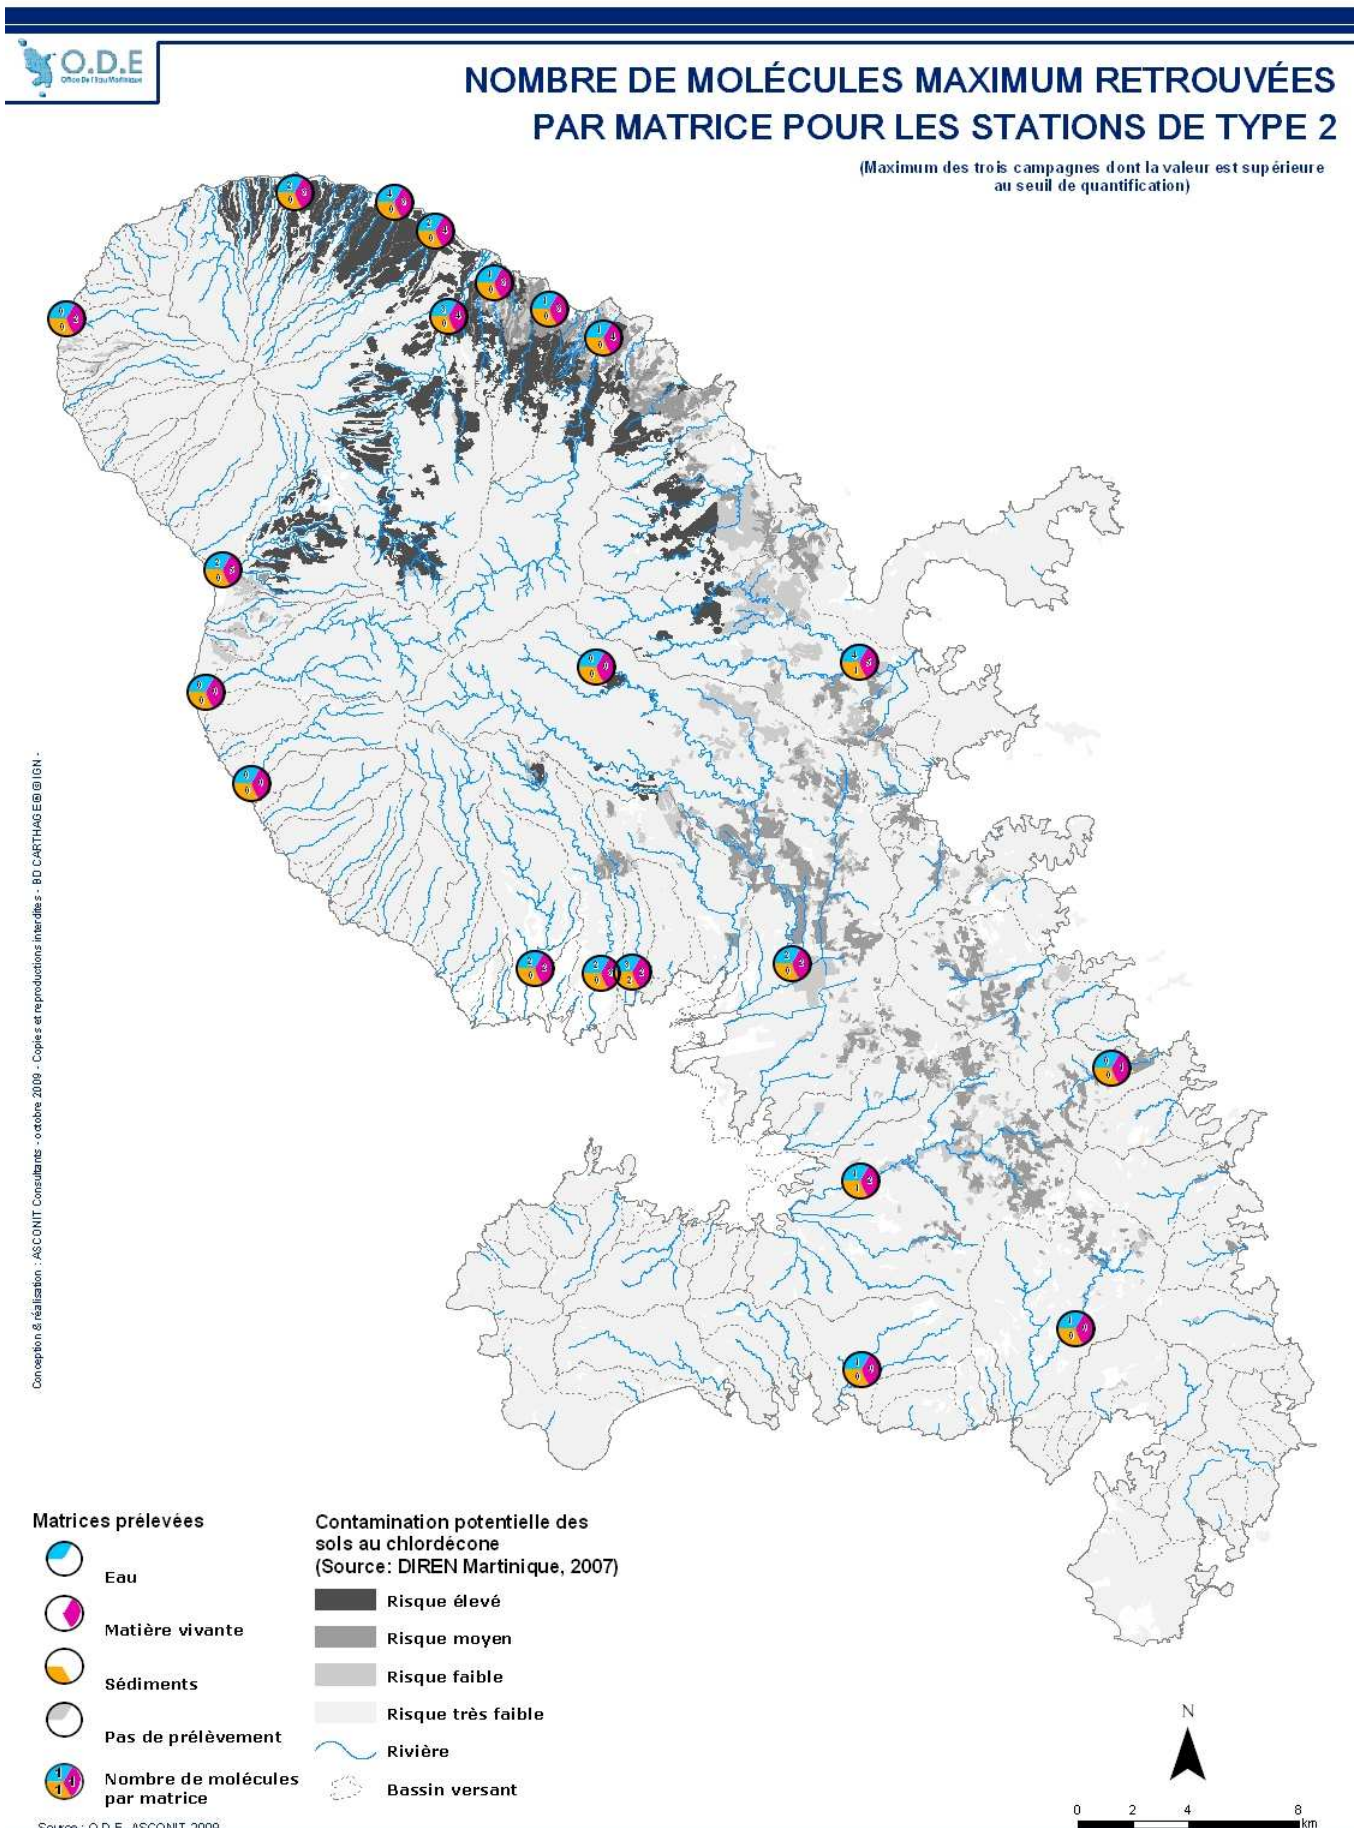 O.D.E
Office De l'Eau Martinique
NOMBRE DE MOLÉCULES MAXIMUM RETROUVÉES
PAR MATRICE POUR LES STATIONS DE TYPE 2
(Maximum des trois campagnes dont la valeur est supérieure
au seuil de quantification)
Conception & réalisation : ASCONIT Consultants - octobre 2009 - Copies et reproductions interdites - BD CARTHAGE©®IGN -
Matrices prélevées
Eau
Matière vivante
Sédiments
Pas de prélèvement
Nombre de molécules
par matrice
Contamination potentielle des
sols au chlordécone
(Source: DIREN Martinique, 2007)
Risque élevé
Risque moyen
Risque faible
Risque très faible
Rivière
Bassin versant
N
0 2 4 8
km
Source : O.D.E, ASCONIT 2009